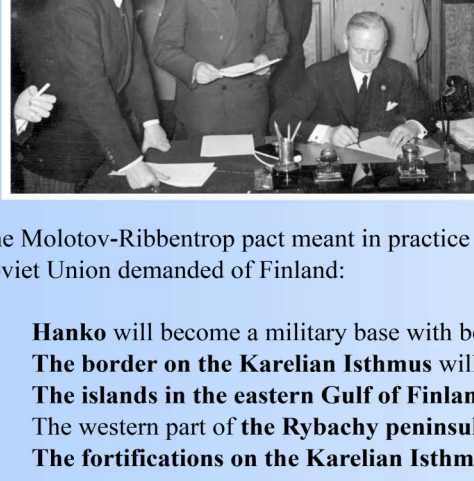 Molotov-Ribbentrop pact meant in practice
Union demanded of Finland:
Hanko will become a military base with
The border on the Karelian Isthmus
The islands in the eastern Gulf of
The western part of the Rybachy
The fortifications on the Karelian